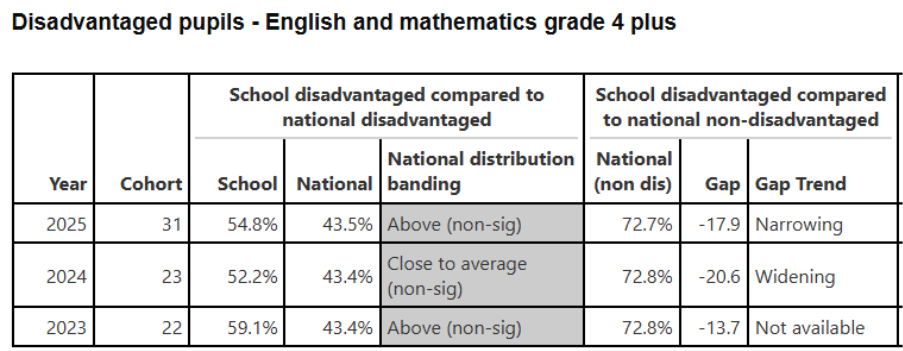 Disadvantaged pupils - English and mathematics grade 4 plus
School disadvantaged compared to
national disadvantaged
School disadvantaged compared
to national non-disadvantaged
Year Cohort School National National distribution
banding National
(non dis) Gap Gap Trend
2025 31 54.8% 43.5% Above (non-sig) 72.7% -17.9 Narrowing
2024 23 52.2% 43.4% Close to average
(non-sig) 72.8% -20.6 Widening
2023 22 59.1% 43.4% Above (non-sig) 72.8% -13.7 Not available